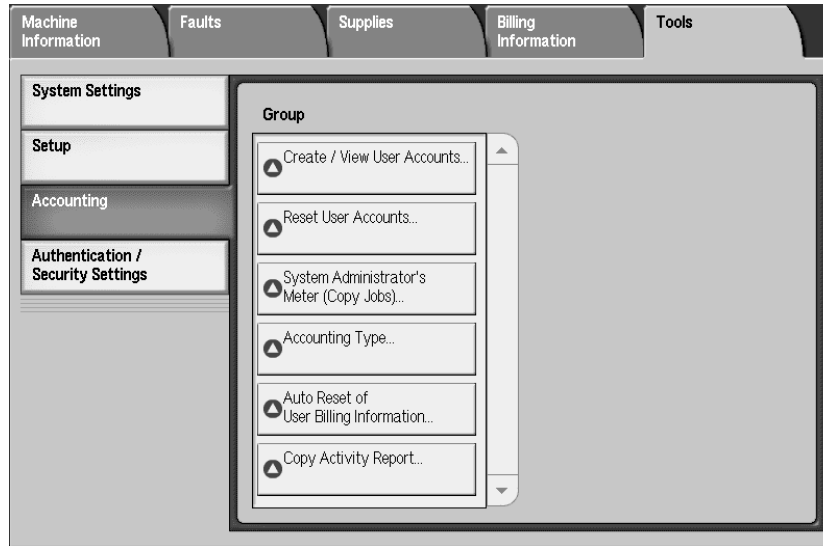 Machine
Information
Faults
Supplies
Billing
Information
Tools
System Settings
Setup
Accounting
Authentication /
Security Settings
Group
Create / View User Accounts...
Reset User Accounts...
System Administrator's
Meter (Copy Jobs)...
Accounting Type...
Auto Reset of
User Billing Information...
Copy Activity Report...